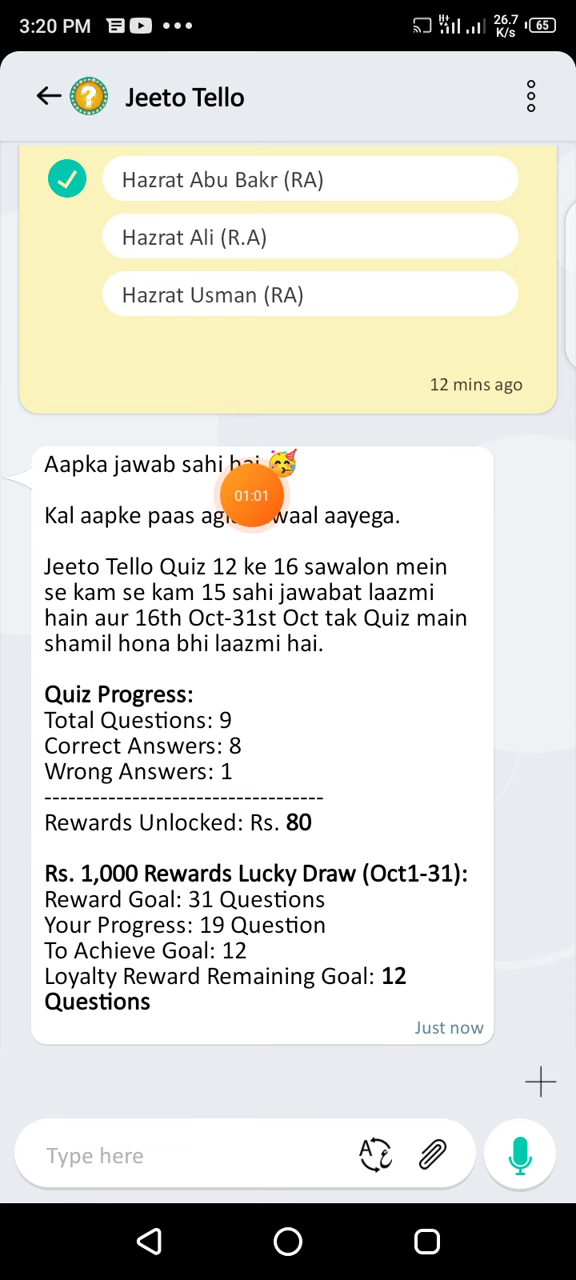 3:20 PM
26.7
K/s
65
Jeeto Tello
Hazrat Abu Bakr (RA)
Hazrat Ali (R.A)
Hazrat Usman (RA)
12 mins ago
Aapka jawab sahi hai
01:01
Kal aapke paas aayega.
Jeeto Tello Quiz 12 ke 16 sawalon mein
se kam se kam 15 sahi jawabat laazmi
hain aur 16th Oct-31st Oct tak Quiz main
shamil hona bhi laazmi hai.
Quiz Progress:
Total Questions: 9
Correct Answers: 8
Wrong Answers: 1
-----------------------------------
Rewards Unlocked: Rs. 80
Rs. 1,000 Rewards Lucky Draw (Oct1-31):
Reward Goal: 31 Questions
Your Progress: 19 Question
To Achieve Goal: 12
Loyalty Reward Remaining Goal: 12
Questions
Just now
Type here